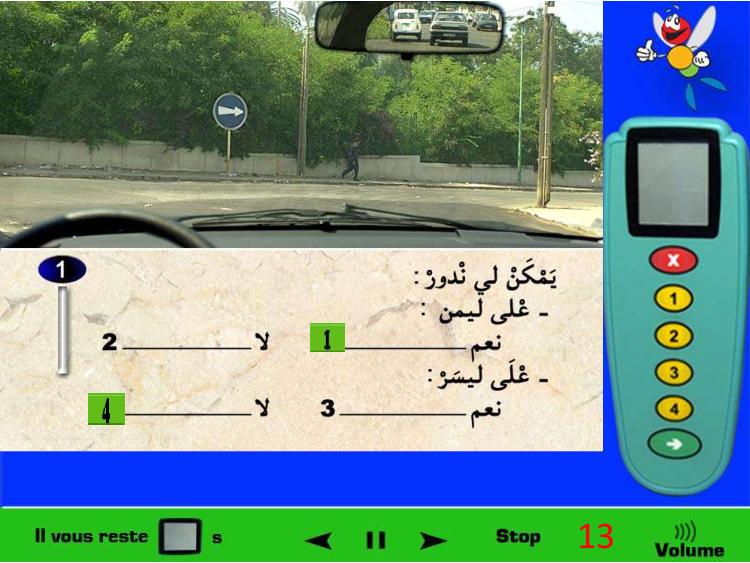 1
يَمْكَنْ لي نْدورْ :
- عْلى ليمن :
نعم 1 لا 2
- عْلَى ليسَرْ :
نعم 3 لا 4
X
1
2
3
4
Il vous reste s
Stop
13
Volume